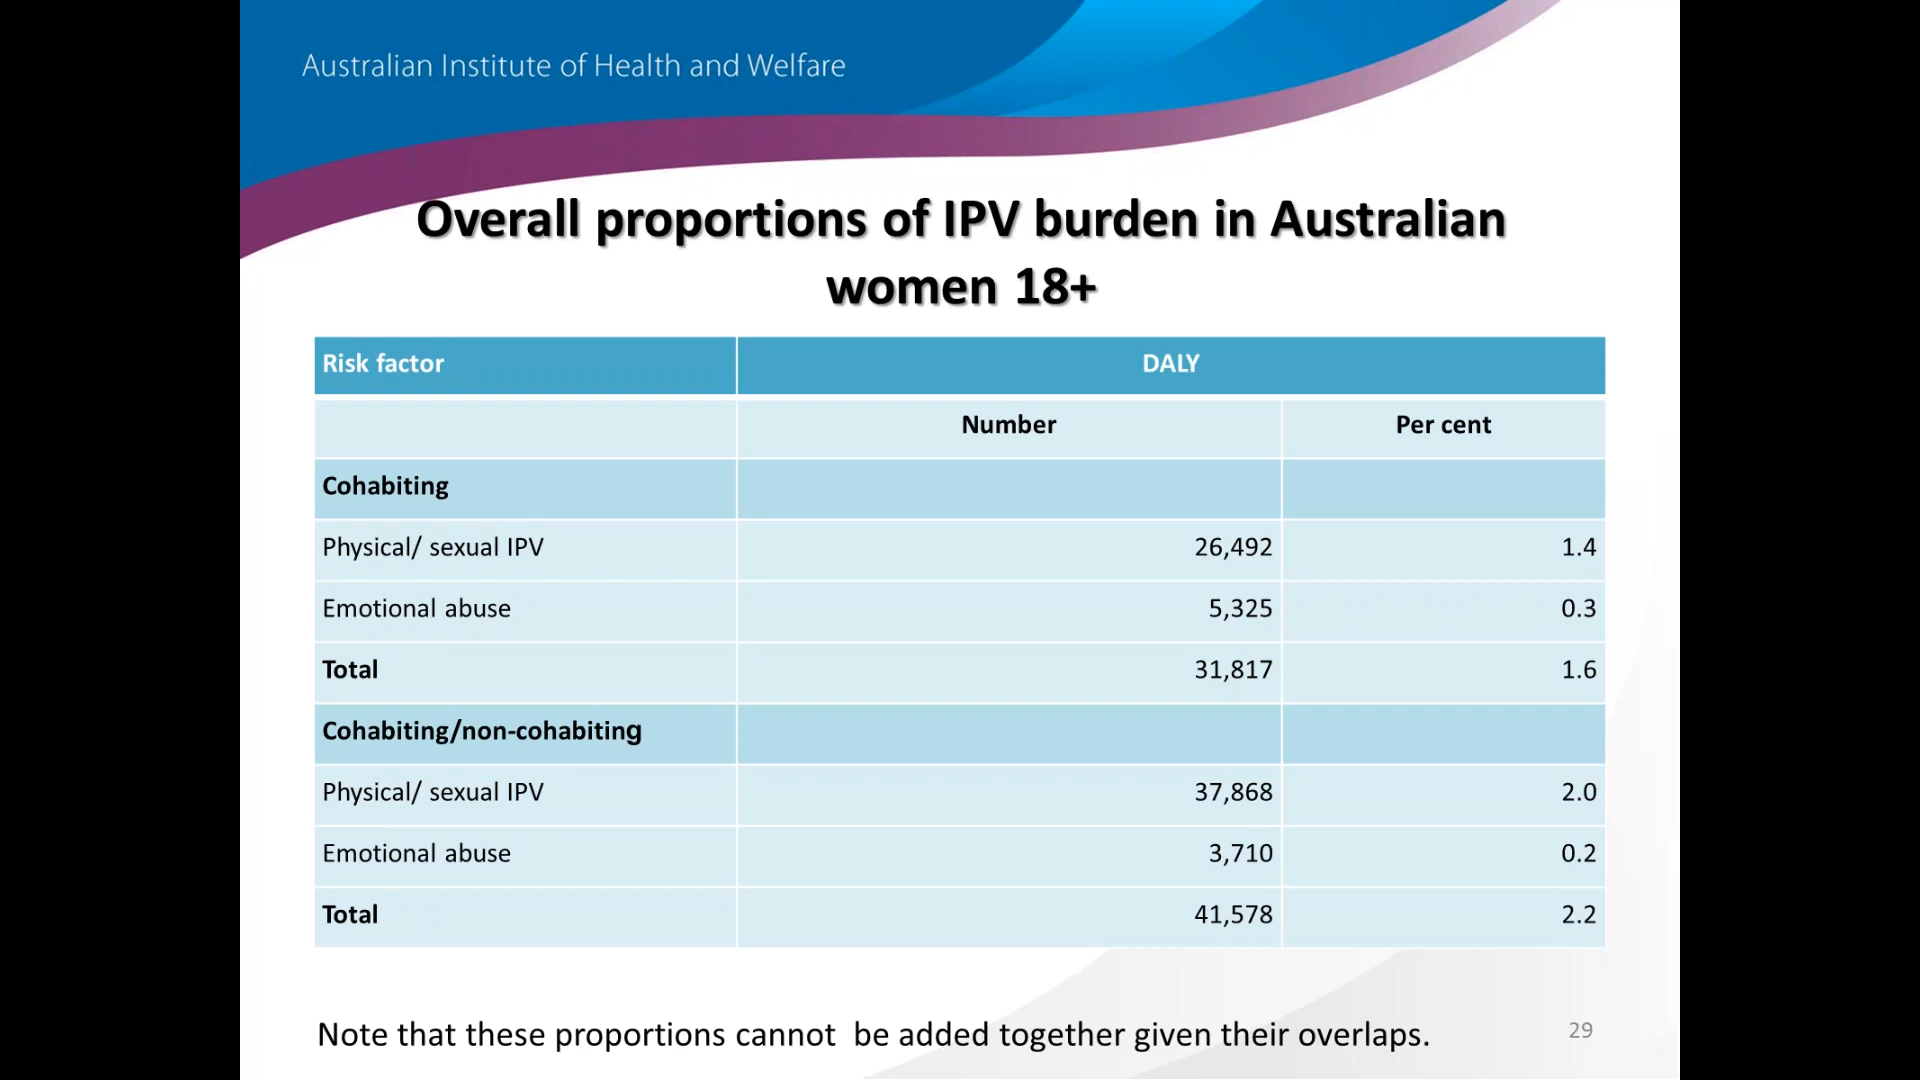 Australian Institute of Health and Welfare
Overall proportions of IPV burden in Australian
women 18+
Risk factor DALY
Number Per cent
Cohabiting
Physical/ sexual IPV 26,492 1.4
Emotional abuse 5,325 0.3
Total 31,817 1.6
Cohabiting/non-cohabiting
Physical/ sexual IPV 37,868 2.0
Emotional abuse 3,710 0.2
Total 41,578 2.2
Note that these proportions cannot  be added together given their overlaps.
29